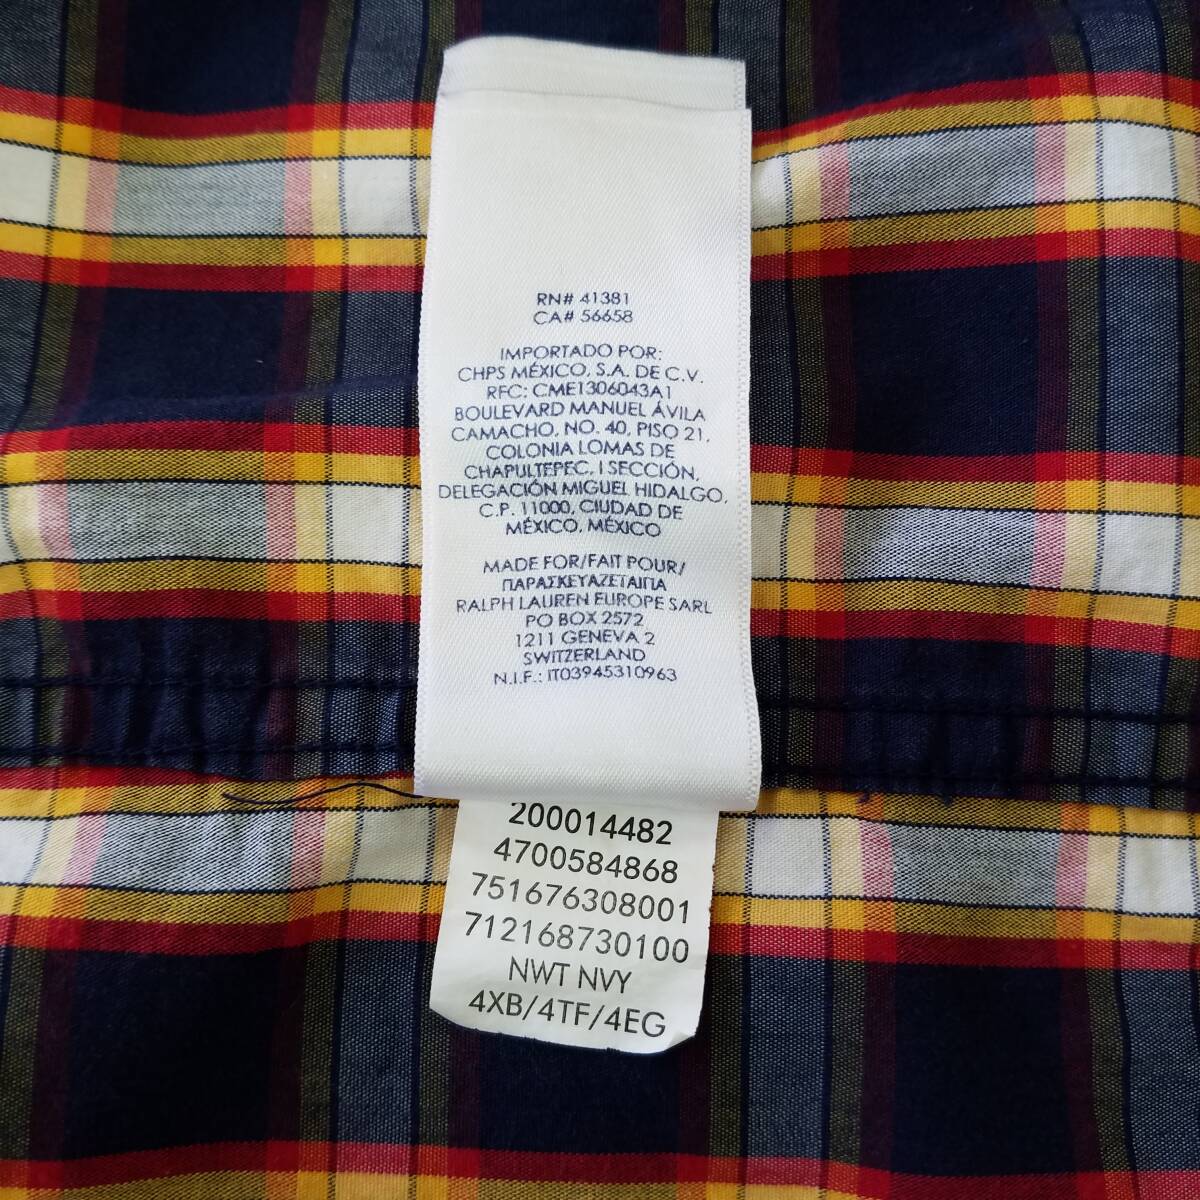 RN# 41381
CA# 56658
IMPORTADO POR:
CHPS MÉXICO, S.A. DE C.V.
RFC: CME1306043A1
BOULEVARD MANUEL ÁVILA
CAMACHO, NO. 40, PISO 21,
COLONIA LOMAS DE
CHAPULTEPEC, I SECCIÓN,
DELEGACIÓN MIGUEL HIDALGO,
C.P. 11000, CIUDAD DE
MÉXICO, MÉXICO
MADE FOR/FAIT POUR/
ΠΑΡΑΣΚΕΥΑΖΕΤΑΙΓΙΑ
RALPH LAUREN EUROPE SARL
PO BOX 2572
1211 GENEVA 2
SWITZERLAND
N.I.F.: IT03945310963
200014482
4700584868
751676308001
712168730100
NWT NVY
4XB/4TF/4EG